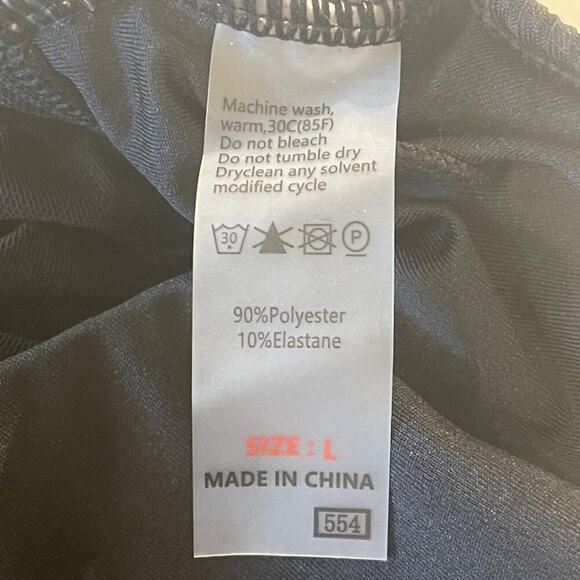 Machine wash,
warm,30C(85F)
Do not bleach
Do not tumble dry
Dryclean any solvent
modified cycle
30 P
90%Polyester
10%Elastane
SIZE : L
MADE IN CHINA
554